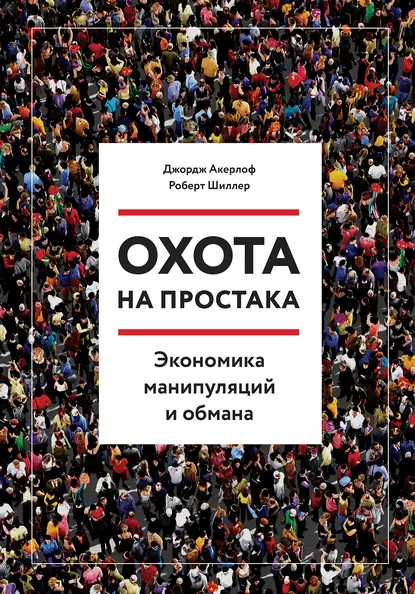 Джордж Акерлоф
Роберт Шиллер
ОХОТА
НА ПРОСТАКА
Экономика
манипуляций
и обмана